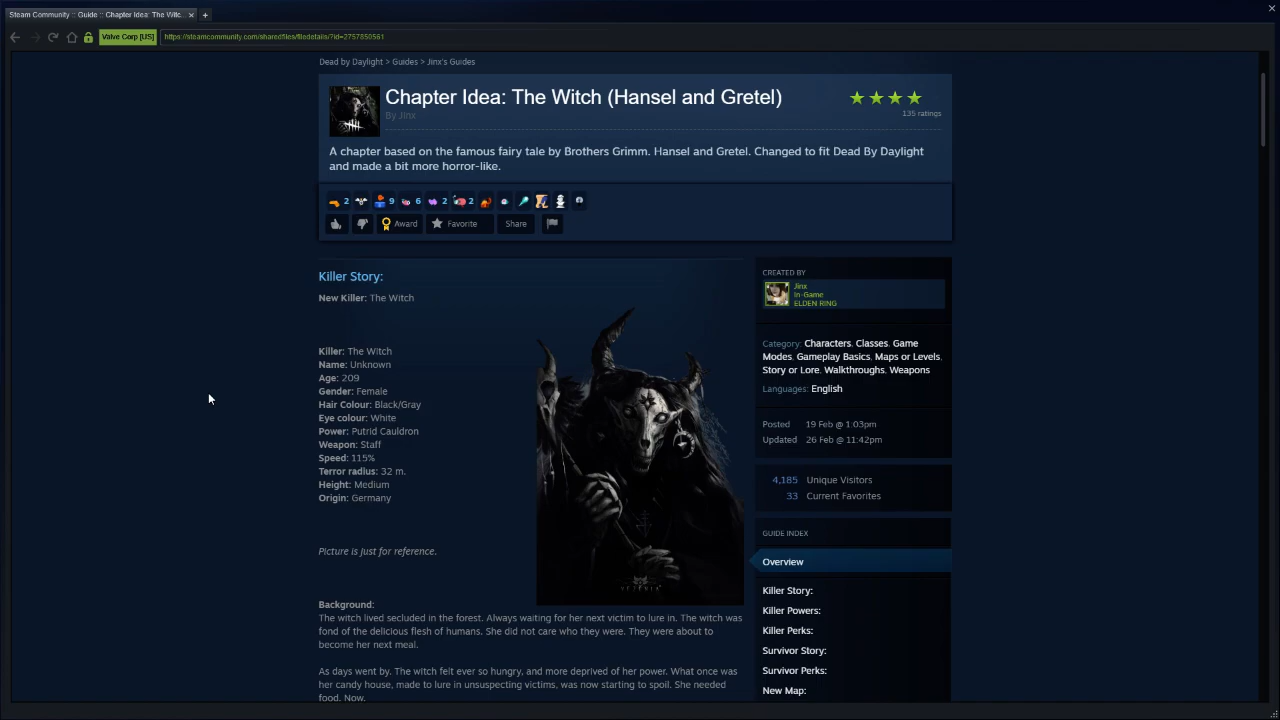 Steam Community :: Guide :: Chapter Idea: The Witc...
Valve Corp [US]
https://steamcommunity.com/sharedfiles/filedetails/?id=2757850561
Dead by Daylight > Guides > Jinx's Guides
Chapter Idea: The Witch (Hansel and Gretel)
By Jinx
135 ratings
A chapter based on the famous fairy tale by Brothers Grimm. Hansel and Gretel. Changed to fit Dead By Daylight
and made a bit more horror-like.
2 9 6 2 2
Award Favorite Share
Killer Story:
New Killer: The Witch
Killer: The Witch
Name: Unknown
Age: 209
Gender: Female
Hair Colour: Black/Gray
Eye colour: White
Power: Putrid Cauldron
Weapon: Staff
Speed: 115%
Terror radius: 32 m.
Height: Medium
Origin: Germany
Picture is just for reference.
Background:
The witch lived secluded in the forest. Always waiting for her next victim to lure in. The witch was
fond of the delicious flesh of humans. She did not care who they were. They were about to
become her next meal.
As days went by. The witch felt ever so hungry, and more deprived of her power. What once was
her candy house, made to lure in unsuspecting victims, was now starting to spoil. She needed
food. Now.
CREATED BY
Jinx
In-Game
ELDEN RING
Category: Characters, Classes, Game
Modes, Gameplay Basics, Maps or Levels,
Story or Lore, Walkthroughs, Weapons
Languages: English
Posted 19 Feb @ 1:03pm
Updated 26 Feb @ 11:42pm
4,185 Unique Visitors
33 Current Favorites
GUIDE INDEX
Overview
Killer Story:
Killer Powers:
Killer Perks:
Survivor Story:
Survivor Perks:
New Map: